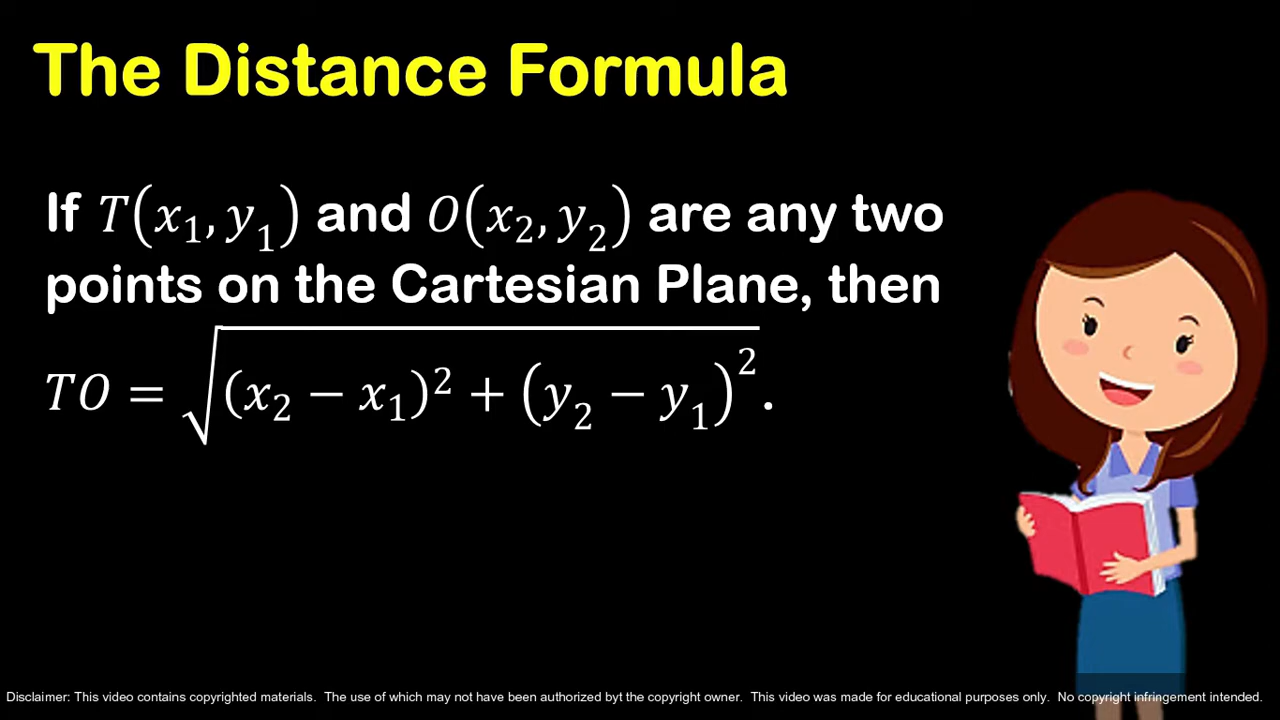 The Distance Formula
If T(x₁, y₁) and O(x₂, y₂) are any two
points on the Cartesian Plane, then
TO = √((x₂ − x₁)² + (y₂ − y₁)²).
Disclaimer: This video contains copyrighted materials. The use of which may not have been authorized byt the copyright owner. This video was made for educational purposes only. No copyright infringement intended.